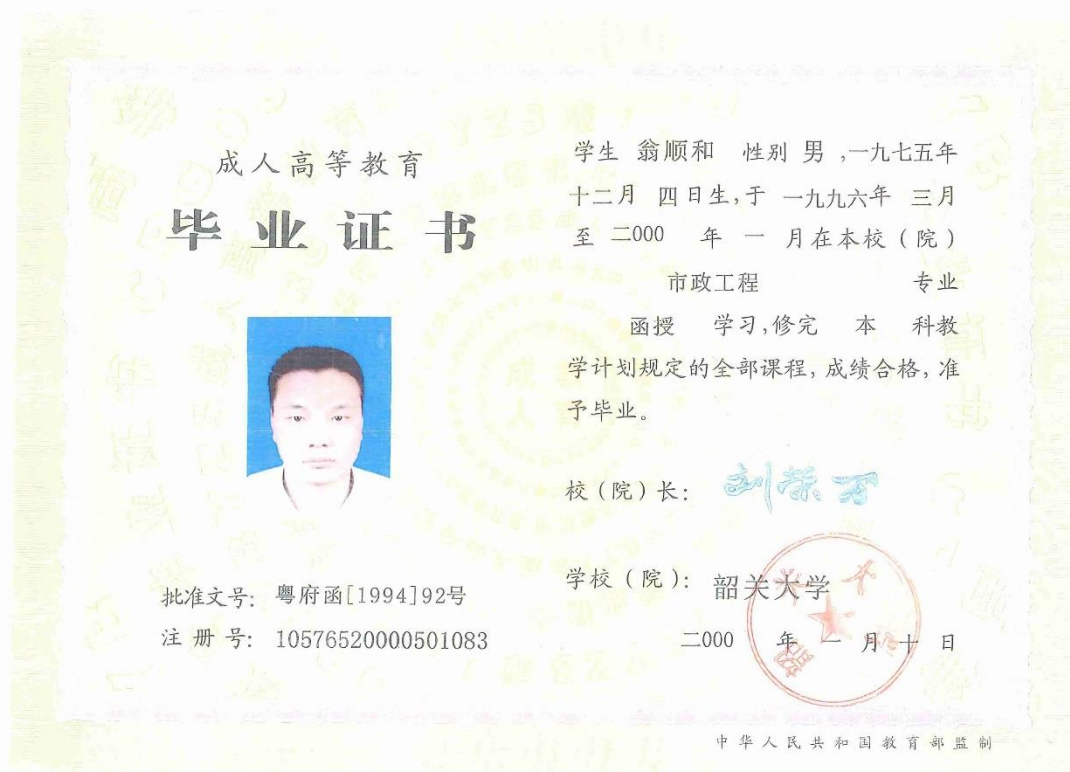 成人高等教育
毕业证书
批准文号: 粤府函[1994]92号
注 册 号: 105765200000501083
学生 翁顺和 性别 男 ,一九七五年
十二月 四日生,于 一九九六年 三月
至 二000 年 一 月在本校(院)
市政工程 专业
函授 学习,修完 本 科教
学计划规定的全部课程,成绩合格,准
予毕业。
校(院)长: 刘荣万
学校(院): 韶关大学
二000 年 一 月 十 日
中华人民共和国教育部监制